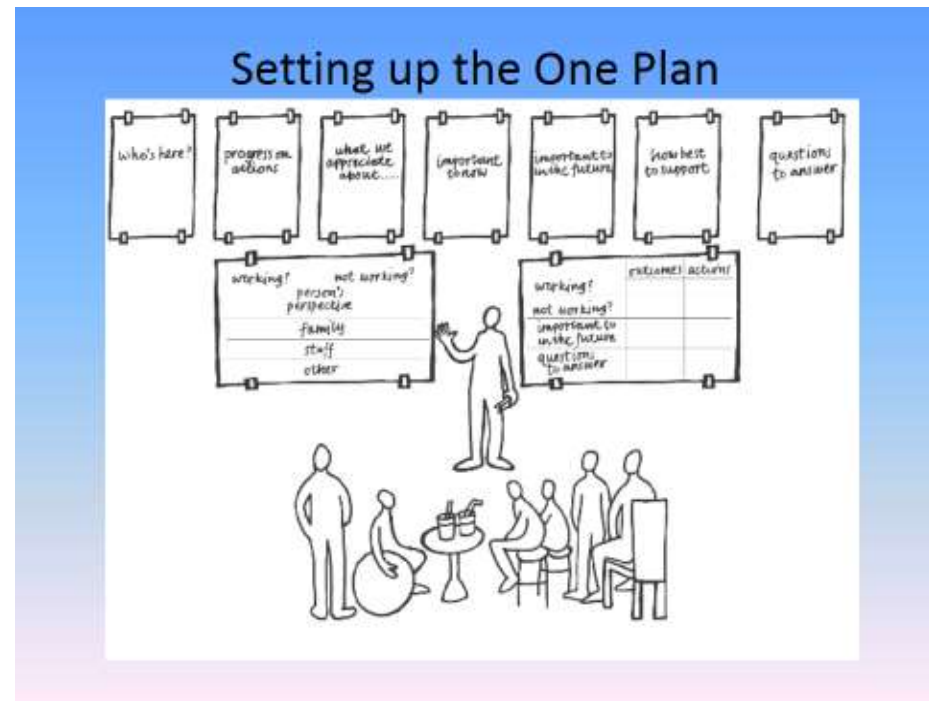 Setting up the One Plan
who's here?
progress on
actions
what we
appreciate
about.....
important
to now
important to
in the future
how best
to support
questions
to answer
working? not working?
person's
perspective
family
staff
other
outcomes actions
working?
not working?
important to
in the future
questions
to answer